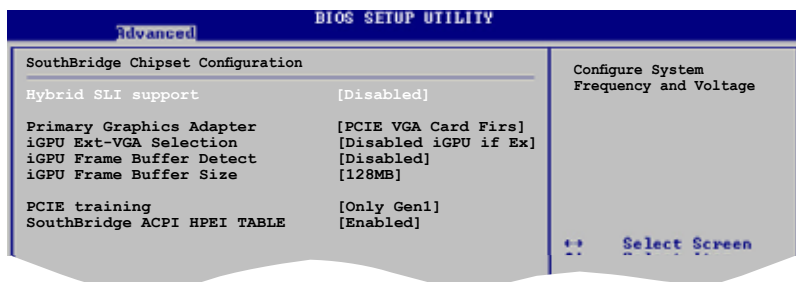 BIOS SETUP UTILITY
Advanced
SouthBridge Chipset Configuration
Hybrid SLI support [Disabled]
Primary Graphics Adapter [PCIE VGA Card Firs]
iGPU Ext-VGA Selection [Disabled iGPU if Ex]
iGPU Frame Buffer Detect [Disabled]
iGPU Frame Buffer Size [128MB]
PCIE training [Only Gen1]
SouthBridge ACPI HPEI TABLE [Enabled]
Configure System
Frequency and Voltage
↔ Select Screen